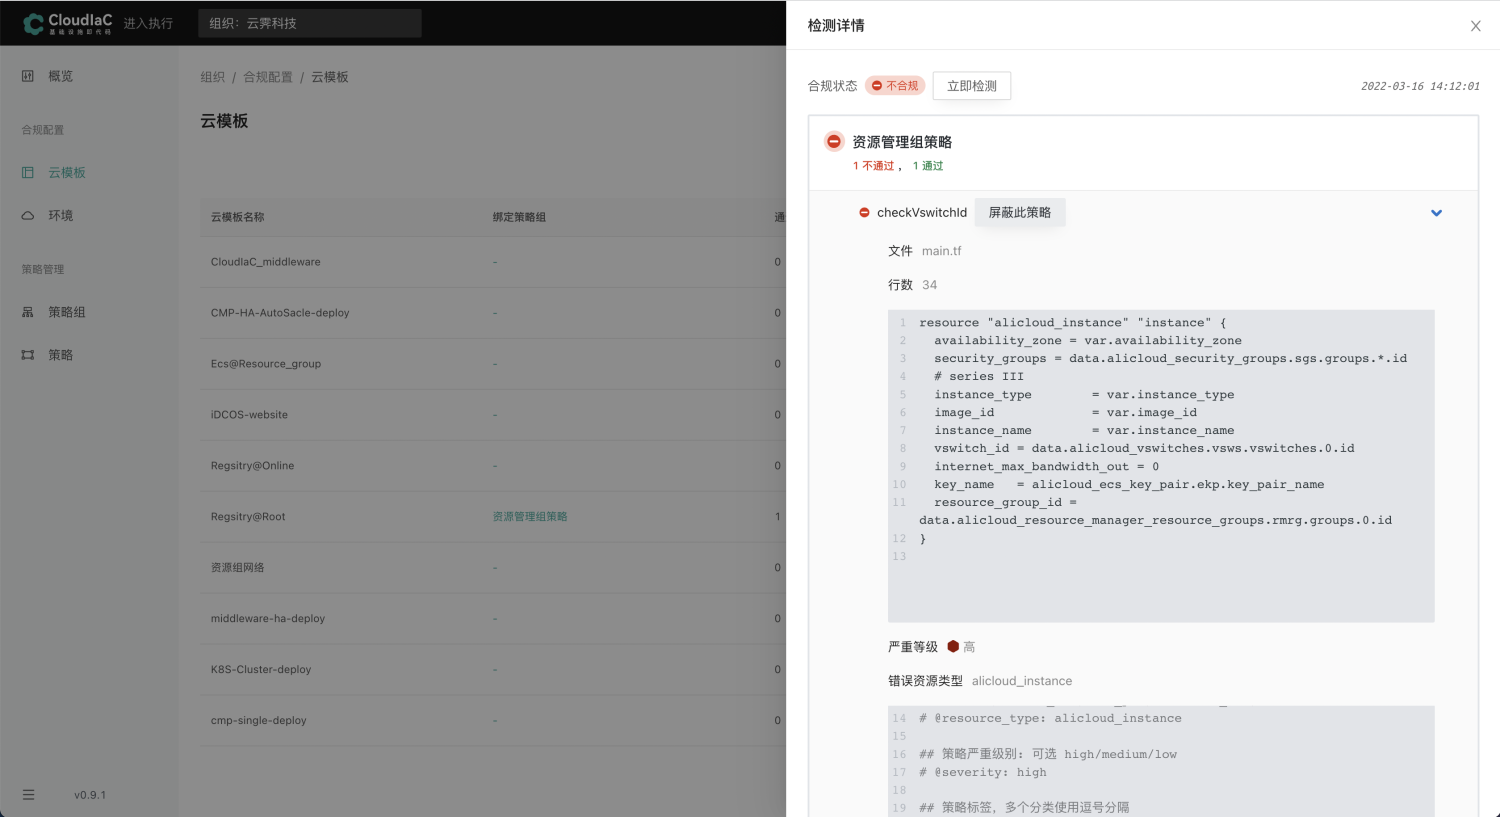 CloudIaC
基础设施即代码
进入执行
组织：云霁科技
概览
合规配置
云模板
环境
策略管理
策略组
策略
v0.9.1
组织 / 合规配置 / 云模板
云模板
云模板名称 绑定策略组 通
CloudIaC_middleware - 0
CMP-HA-AutoSacle-deploy - 0
Ecs@Resource_group - 0
iDCOS-website - 0
Regsitry@Online - 0
Regsitry@Root 资源管理组策略 1
资源组网络 - 0
middleware-ha-deploy - 0
K8S-Cluster-deploy - 0
cmp-single-deploy - 0
检测详情
合规状态 不合规 立即检测 2022-03-16 14:12:01
资源管理组策略
1 不通过， 1 通过
checkVswitchId 屏蔽此策略
文件 main.tf
行数 34
1 resource "alicloud_instance" "instance" {
2 availability_zone = var.availability_zone
3 security_groups = data.alicloud_security_groups.sgs.groups.*.id
4 # series III
5 instance_type = var.instance_type
6 image_id = var.image_id
7 instance_name = var.instance_name
8 vswitch_id = data.alicloud_vswitches.vsws.vswitches.0.id
9 internet_max_bandwidth_out = 0
10 key_name = alicloud_ecs_key_pair.ekp.key_pair_name
11 resource_group_id =
data.alicloud_resource_manager_resource_groups.rmrg.groups.0.id
12 }
13
严重等级 高
错误资源类型 alicloud_instance
14 # @resource_type: alicloud_instance
15
16 ## 策略严重级别: 可选 high/medium/low
17 # @severity: high
18
19 ## 策略标签，多个分类使用逗号分隔